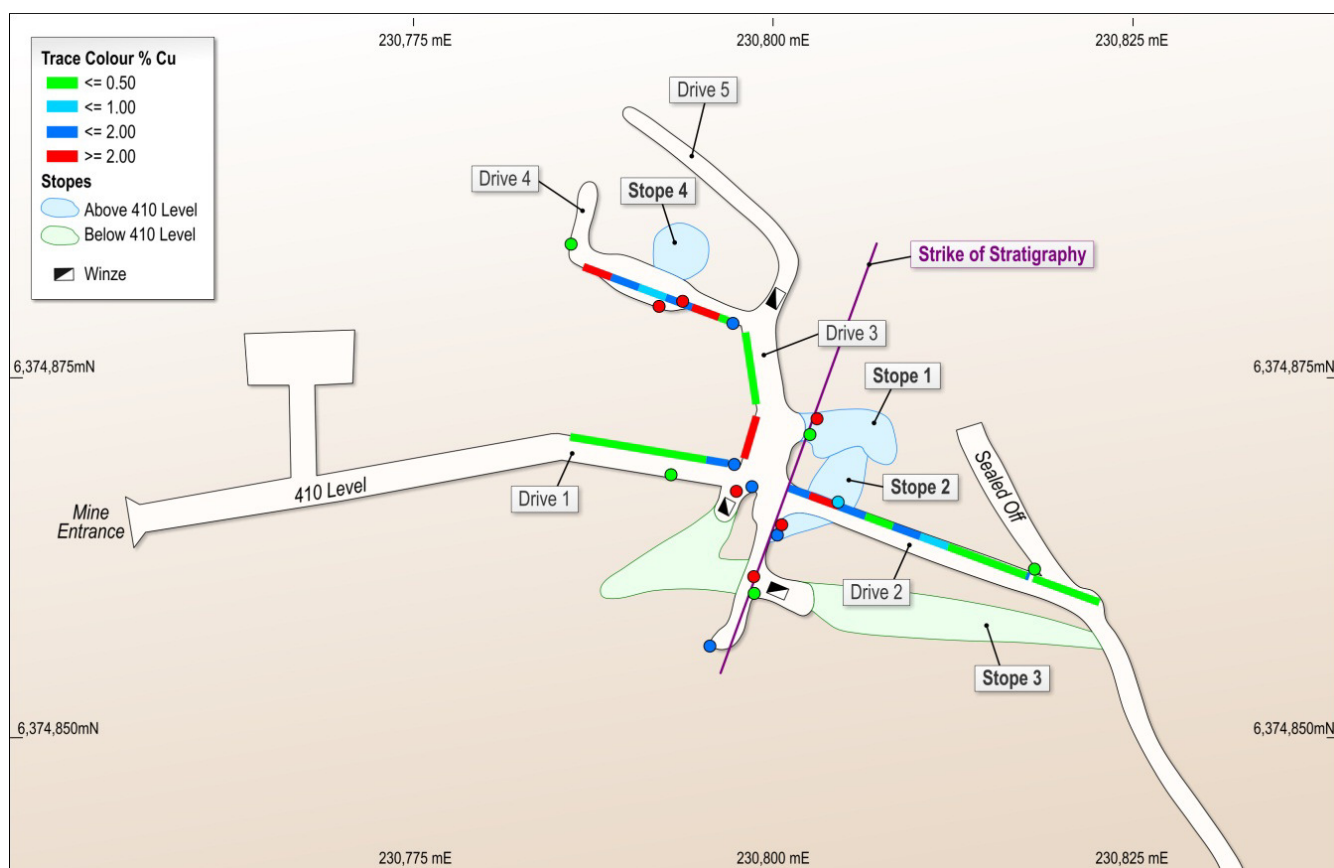 230,775 mE
230,800 mE
230,825 mE
Trace Colour % Cu
<= 0.50
<= 1.00
<= 2.00
>= 2.00
Stopes
Above 410 Level
Below 410 Level
Winze
Drive 5
Drive 4
Stope 4
Strike of Stratigraphy
Drive 3
6,374,875mN
6,374,875mN
Stope 1
Sealed Off
Stope 2
410 Level
Drive 1
Mine
Entrance
Drive 2
Stope 3
6,374,850mN
6,374,850mN
230,775 mE
230,800 mE
230,825 mE